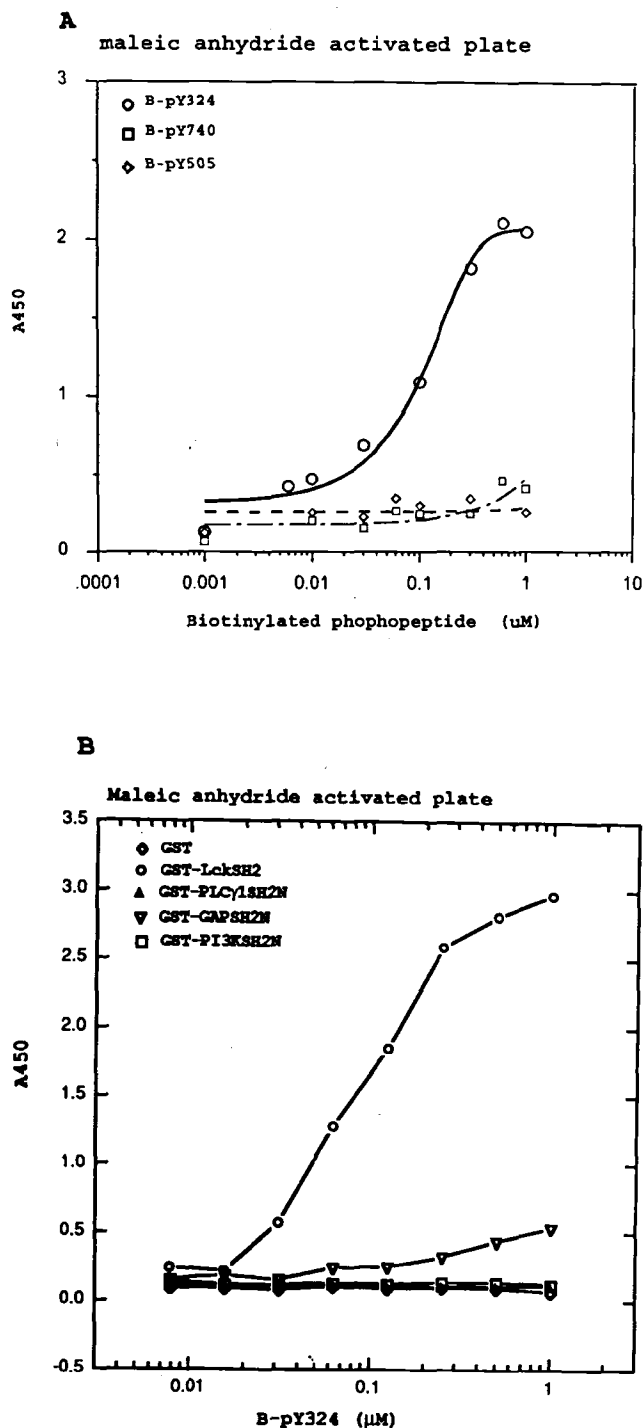 A
maleic anhydride activated plate
3
2
1
0
A450
B-pY324
B-pY740
B-pY505
.0001
0.001
0.01
0.1
1
10
Biotinylated phophopeptide (uM)
B
Maleic anhydride activated plate
3.5
3.0
2.5
2.0
1.5
1.0
0.5
0.0
-0.5
A450
GST
GST-LckSH2
GST-PLCγ1SH2N
GST-GAPSH2N
GST-PI3KSH2N
0.01
0.1
1
B-pY324 (µM)